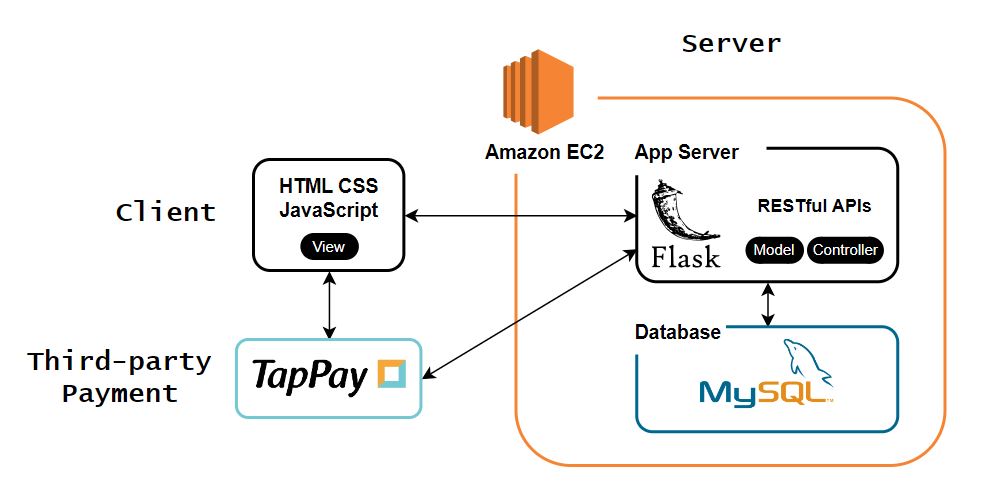 Server
Amazon EC2
App Server
HTML CSS
JavaScript
View
Client
RESTful APIs
Flask
Model
Controller
Third-party
Payment
TapPay
Database
MySQL